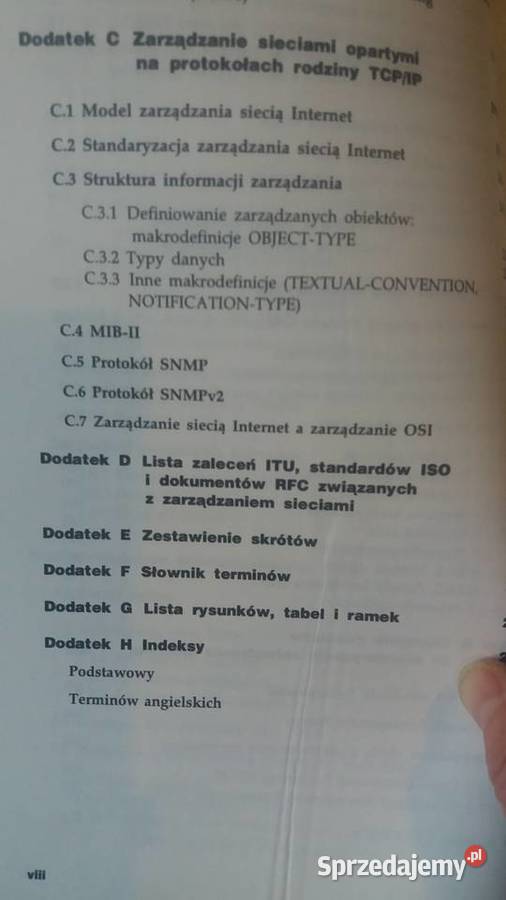 Dodatek C Zarządzanie sieciami opartymi
na protokołach rodziny TCP/IP
C.1 Model zarządzania siecią Internet
C.2 Standaryzacja zarządzania siecią Internet
C.3 Struktura informacji zarządzania
C.3.1 Definiowanie zarządzanych obiektów:
makrodefinicje OBJECT-TYPE
C.3.2 Typy danych
C.3.3 Inne makrodefinicje (TEXTUAL-CONVENTION,
NOTIFICATION-TYPE)
C.4 MIB-II
C.5 Protokół SNMP
C.6 Protokół SNMPv2
C.7 Zarządzanie siecią Internet a zarządzanie OSI
Dodatek D Lista zaleceń ITU, standardów ISO
i dokumentów RFC związanych
z zarządzaniem sieciami
Dodatek E Zestawienie skrótów
Dodatek F Słownik terminów
Dodatek G Lista rysunków, tabel i ramek
Dodatek H Indeksy
Podstawowy
Terminów angielskich
viii
Sprzedajemy.pl